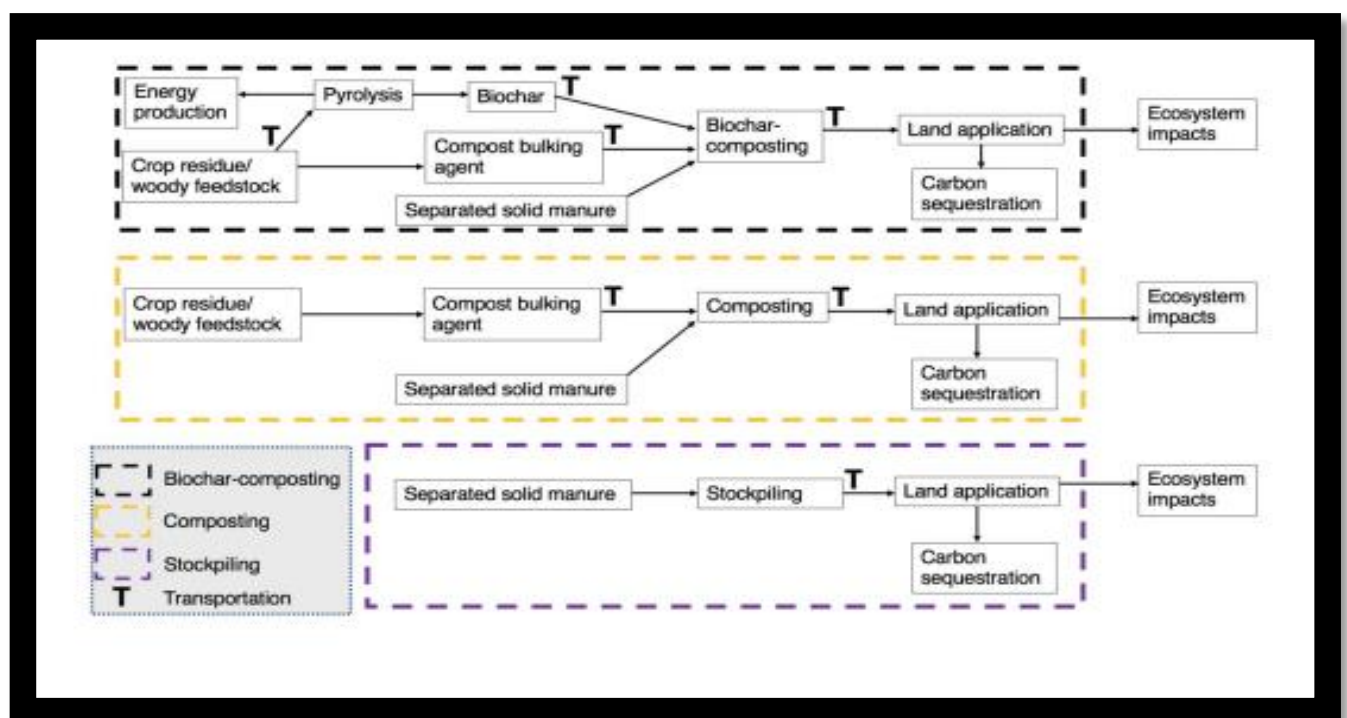 Energy
production
Pyrolysis
Biochar
T
T
Crop residue/
woody feedstock
Compost bulking
agent
T
Separated solid manure
Biochar-
composting
T
Land application
Carbon
sequestration
Ecosystem
impacts
Crop residue/
woody feedstock
Compost bulking
agent
T
Separated solid manure
Composting
T
Land application
Carbon
sequestration
Ecosystem
impacts
Separated solid manure
Stockpiling
T
Land application
Carbon
sequestration
Ecosystem
impacts
Biochar-composting
Composting
Stockpiling
T Transportation